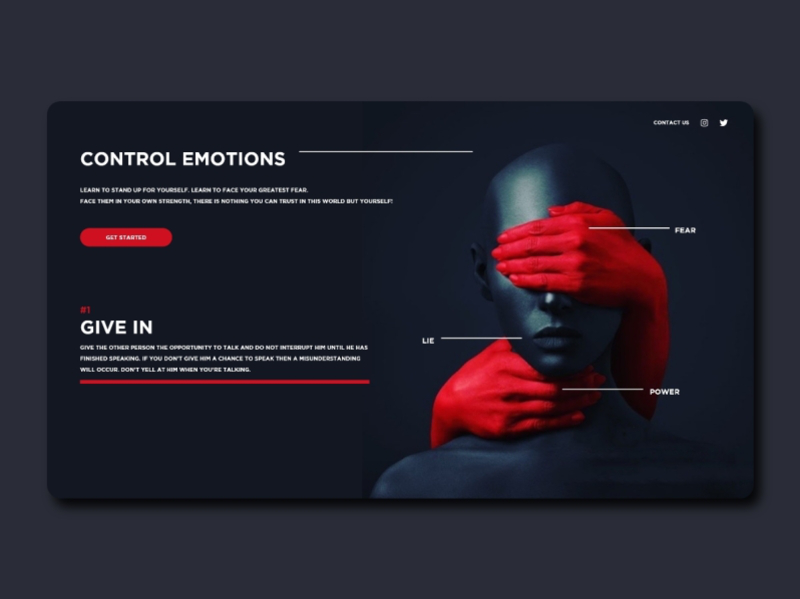 CONTACT US
CONTROL EMOTIONS
LEARN TO STAND UP FOR YOURSELF. LEARN TO FACE YOUR GREATEST FEAR.
FACE THEM IN YOUR OWN STRENGTH, THERE IS NOTHING YOU CAN TRUST IN THIS WORLD BUT YOURSELF!
GET STARTED
#1
GIVE IN
GIVE THE OTHER PERSON THE OPPORTUNITY TO TALK AND DO NOT INTERRUPT HIM UNTIL HE HAS
FINISHED SPEAKING. IF YOU DON'T GIVE HIM A CHANCE TO SPEAK THEN A MISUNDERSTANDING
WILL OCCUR. DON'T YELL AT HIM WHEN YOU'RE TALKING.
FEAR
LIE
POWER